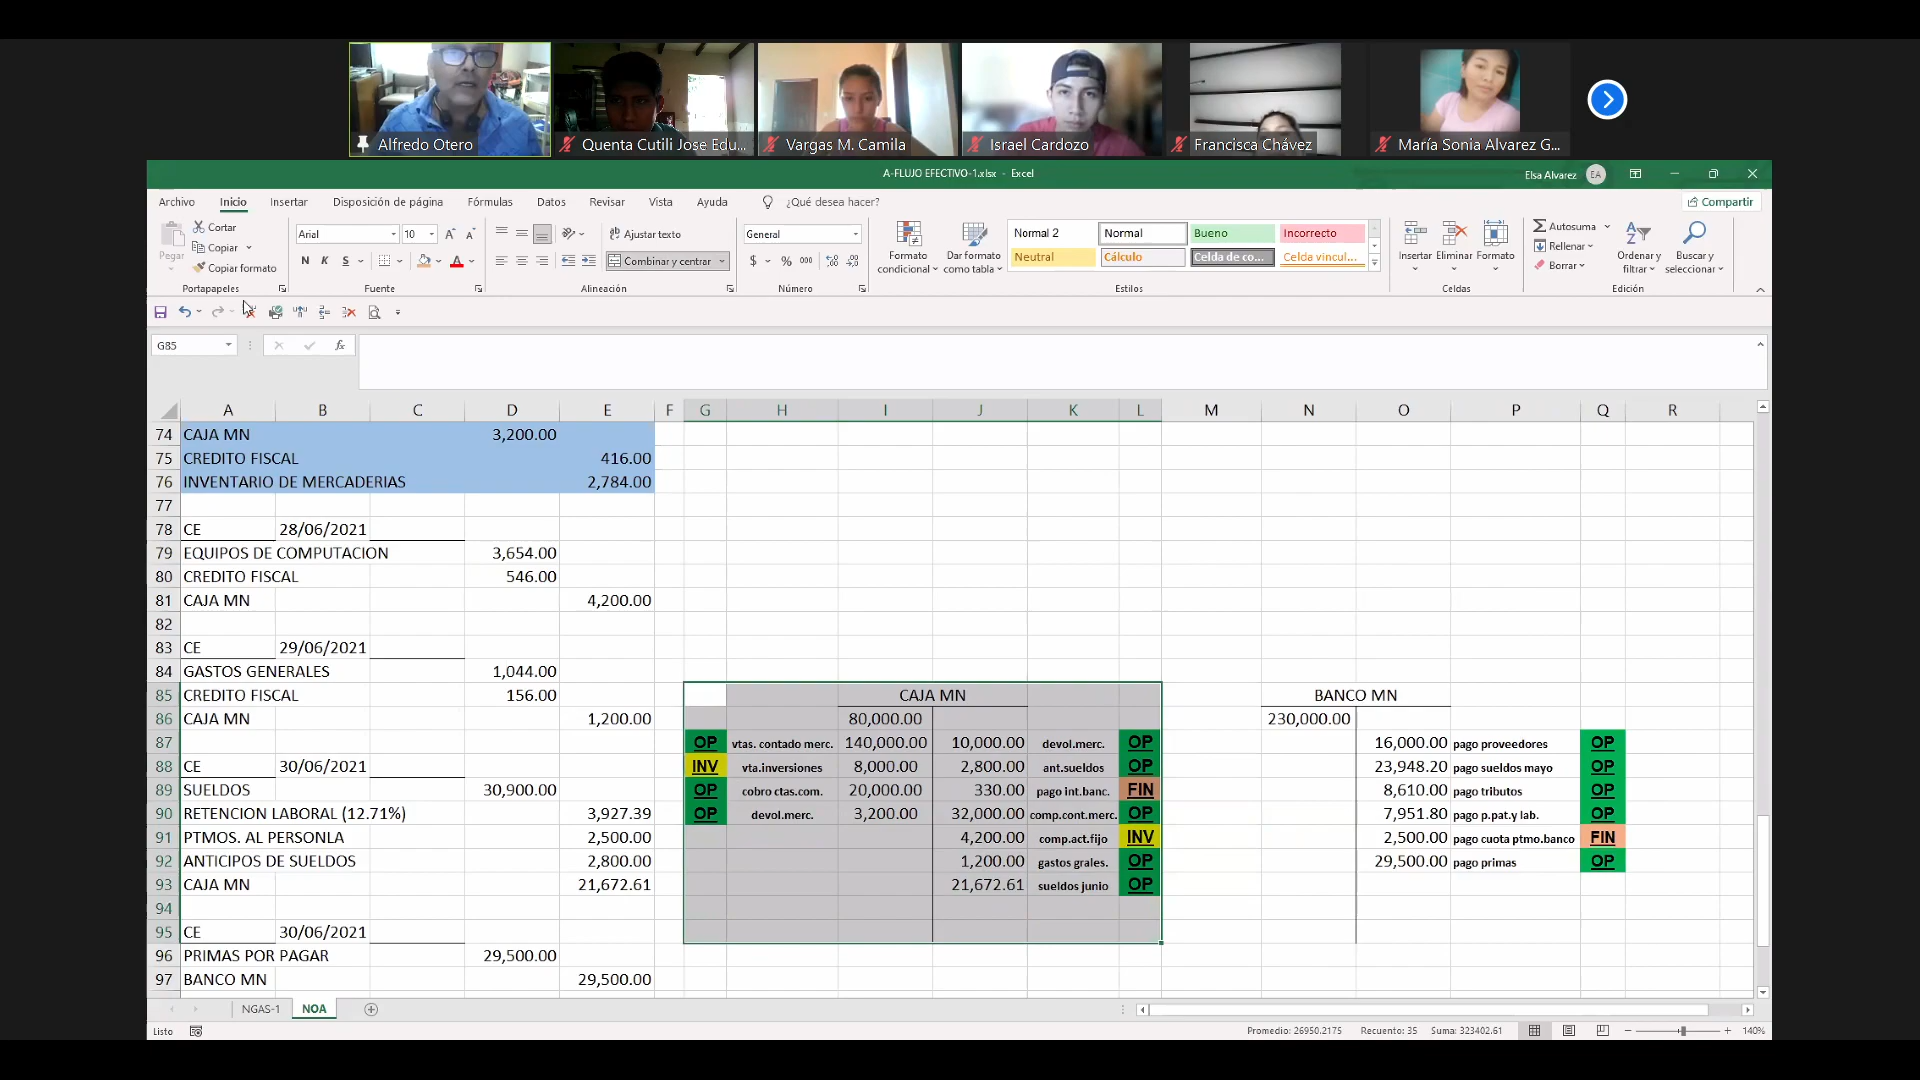 Alfredo Otero
Quenta Cutili Jose Edu...
Vargas M. Camila
Israel Cardozo
Francisca Chávez
María Sonia Alvarez G...
A-FLUJO EFECTIVO-1.xlsx - Excel
Elsa Alvarez EA
Archivo Inicio Insertar Disposición de página Fórmulas Datos Revisar Vista Ayuda ¿Qué desea hacer? Compartir
Pegar
Cortar
Copiar
Copiar formato
Portapapeles
Arial 10
N K S
Fuente
Ajustar texto
Combinar y centrar
Alineación
General
$ % 000
Número
Formato condicional
Dar formato como tabla
Normal 2 Normal Bueno Incorrecto
Neutral Cálculo Celda de co... Celda vincul...
Estilos
Insertar Eliminar Formato
Celdas
Autosuma
Rellenar
Borrar
Ordenar y filtrar
Buscar y seleccionar
Edición
G85 fx
A B C D E F G H I J K L M N O P Q R
74 CAJA MN 3,200.00
75 CREDITO FISCAL 416.00
76 INVENTARIO DE MERCADERIAS 2,784.00
77
78 CE 28/06/2021
79 EQUIPOS DE COMPUTACION 3,654.00
80 CREDITO FISCAL 546.00
81 CAJA MN 4,200.00
82
83 CE 29/06/2021
84 GASTOS GENERALES 1,044.00
85 CREDITO FISCAL 156.00 CAJA MN BANCO MN
86 CAJA MN 1,200.00 80,000.00 230,000.00
87 OP vtas. contado merc. 140,000.00 10,000.00 devol.merc. OP 16,000.00 pago proveedores OP
88 CE 30/06/2021 INV vta.inversiones 8,000.00 2,800.00 ant.sueldos OP 23,948.20 pago sueldos mayo OP
89 SUELDOS 30,900.00 OP cobro ctas.com. 20,000.00 330.00 pago int.banc. FIN 8,610.00 pago tributos OP
90 RETENCION LABORAL (12.71%) 3,927.39 OP devol.merc. 3,200.00 32,000.00 comp.cont.merc. OP 7,951.80 pago p.pat.y lab. OP
91 PTMOS. AL PERSONLA 2,500.00 4,200.00 comp.act.fijo INV 2,500.00 pago cuota ptmo.banco FIN
92 ANTICIPOS DE SUELDOS 2,800.00 1,200.00 gastos grales. OP 29,500.00 pago primas OP
93 CAJA MN 21,672.61 21,672.61 sueldos junio OP
94
95 CE 30/06/2021
96 PRIMAS POR PAGAR 29,500.00
97 BANCO MN 29,500.00
NGAS-1 NOA
Listo Promedio: 26950.2175 Recuento: 35 Suma: 323402.61 140%